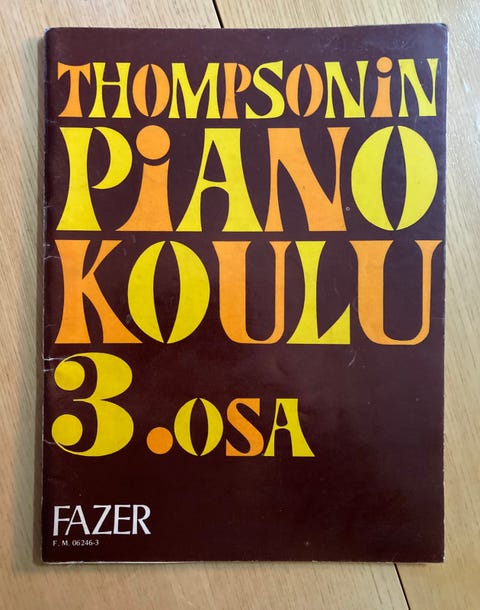 THOMPSONiN
PiANO
KOULU
3.OSA
FAZER
F. M. 06246-3